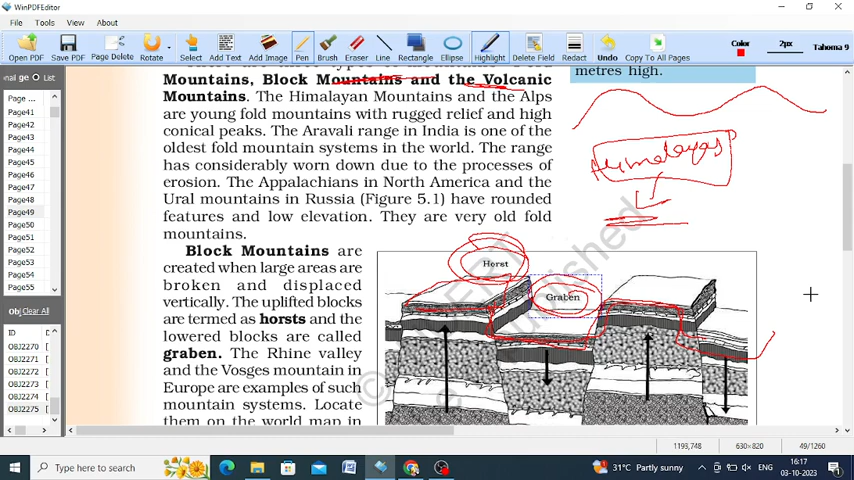 WinPDFEditor
File Tools View About
Open PDF Save PDF Page Delete Rotate Select Add Text Add Image Pen Brush Eraser Line Rectangle Ellipse Highlight Delete Field Redact Undo Copy To All Pages
Color 2px Tahoma 9
nail ge List
Page ...
Page41
Page42
Page43
Page44
Page45
Page46
Page47
Page48
Page49
Page50
Page51
Page52
Page53
Page54
Page55
Obj Clear All
ID D
OBJ2270 [
OBJ2271 [
OBJ2272 [
OBJ2273 [
OBJ2274 [
OBJ2275 [
Mountains, Block Mountains and the Volcanic
Mountains. The Himalayan Mountains and the Alps
are young fold mountains with rugged relief and high
conical peaks. The Aravali range in India is one of the
oldest fold mountain systems in the world. The range
has considerably worn down due to the processes of
erosion. The Appalachians in North America and the
Ural mountains in Russia (Figure 5.1) have rounded
features and low elevation. They are very old fold
mountains.
Block Mountains are
created when large areas are
broken and displaced
vertically. The uplifted blocks
are termed as horsts and the
lowered blocks are called
graben. The Rhine valley
and the Vosges mountain in
Europe are examples of such
mountain systems. Locate
them on the world map in
metres high.
Himalayas
Horst
Graben
1193,748 630×820 49/1260
Type here to search
31°C Partly sunny
ENG
16:17
03-10-2023